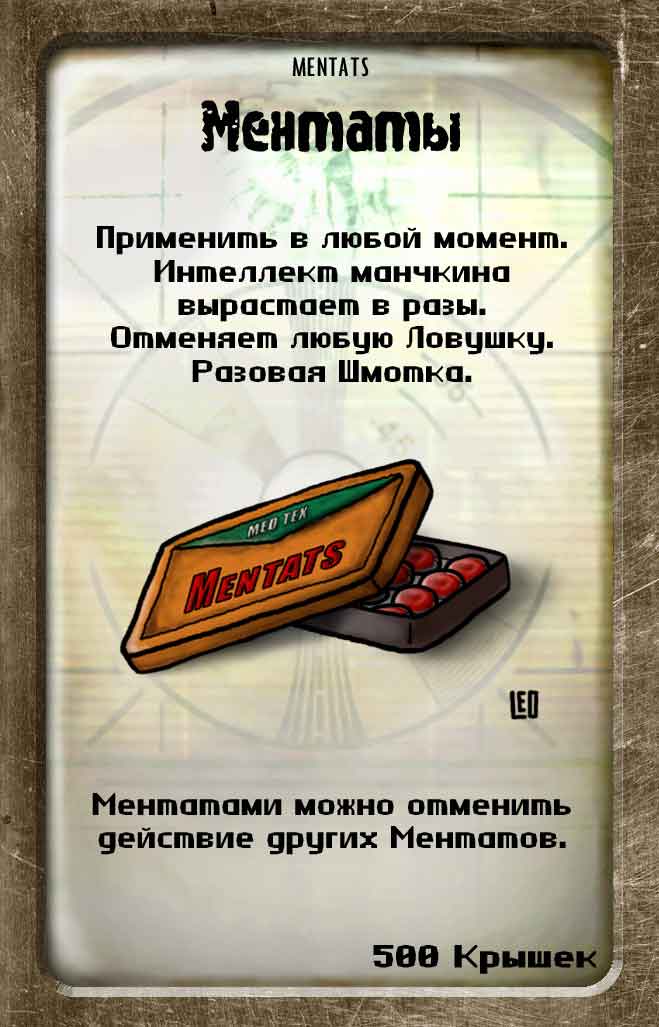 MENTATS
Ментаты
Применить в любой момент.
Интеллект манчкина
вырастает в разы.
Отменяет любую Ловушку.
Разовая Шмотка.
MED TEX
MENTATS
LEO
Ментатами можно отменить
действие других Ментатов.
500 Крышек